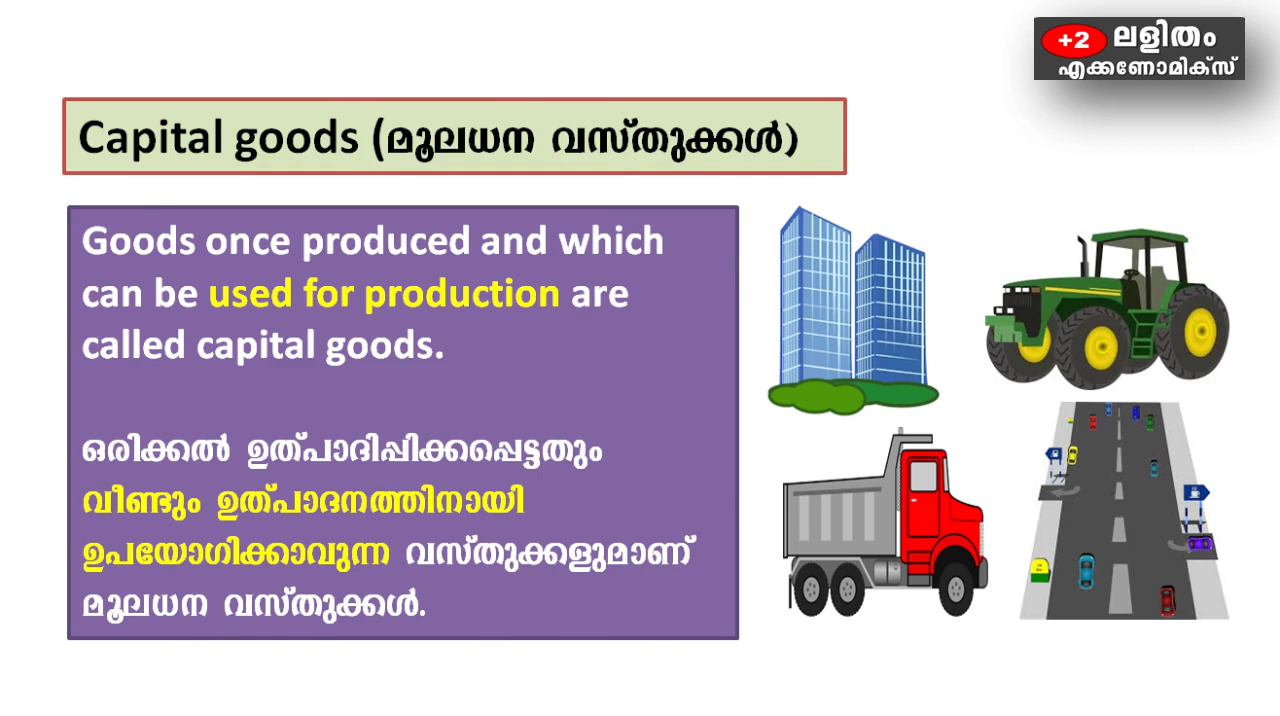 +2 ലളിതം
എക്കണോമിക്സ്
Capital goods (മൂലധന വസ്തുക്കൾ)
Goods once produced and which
can be used for production are
called capital goods.
ഒരിക്കൽ ഉത്പാദിപ്പിക്കപ്പെട്ടതും
വീണ്ടും ഉത്പാദനത്തിനായി
ഉപയോഗിക്കാവുന്ന വസ്തുക്കളുമാണ്
മൂലധന വസ്തുക്കൾ.